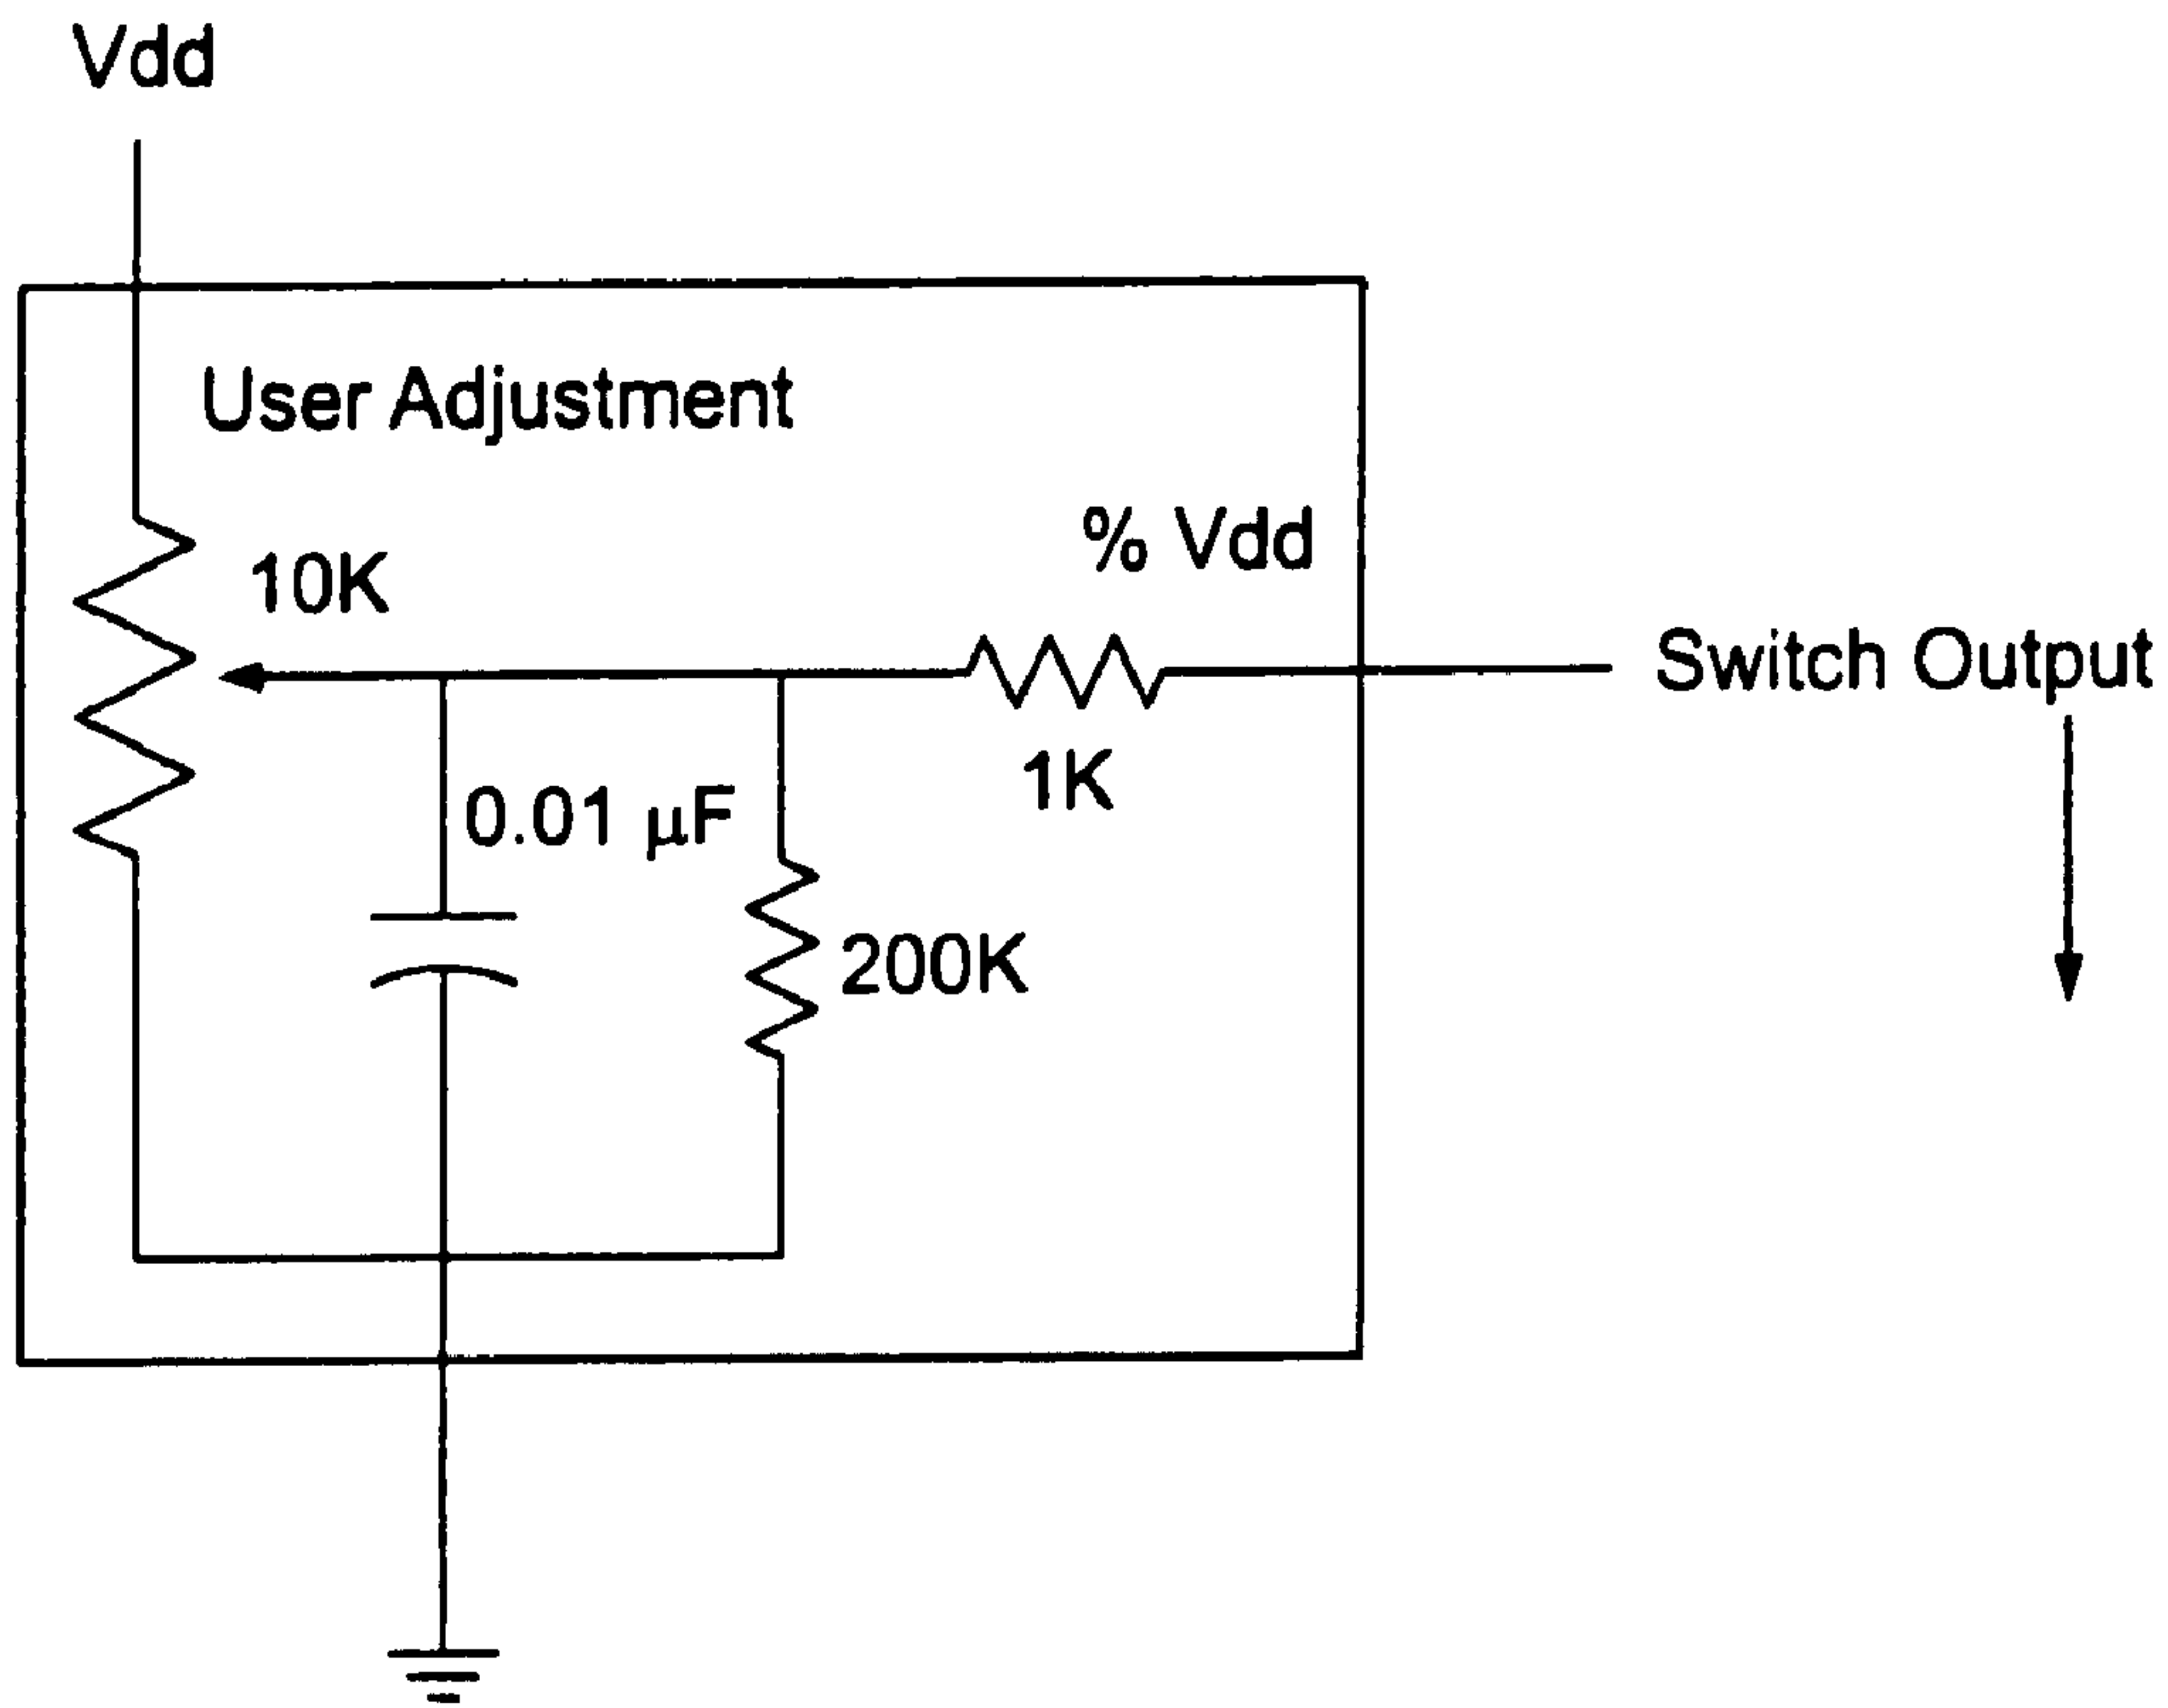 Vdd
User Adjustment
% Vdd
10K
Switch Output
1K
0.01 µF
200K